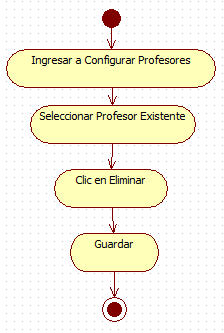 Ingresar a Configurar Profesores
Seleccionar Profesor Existente
Clic en Eliminar
Guardar